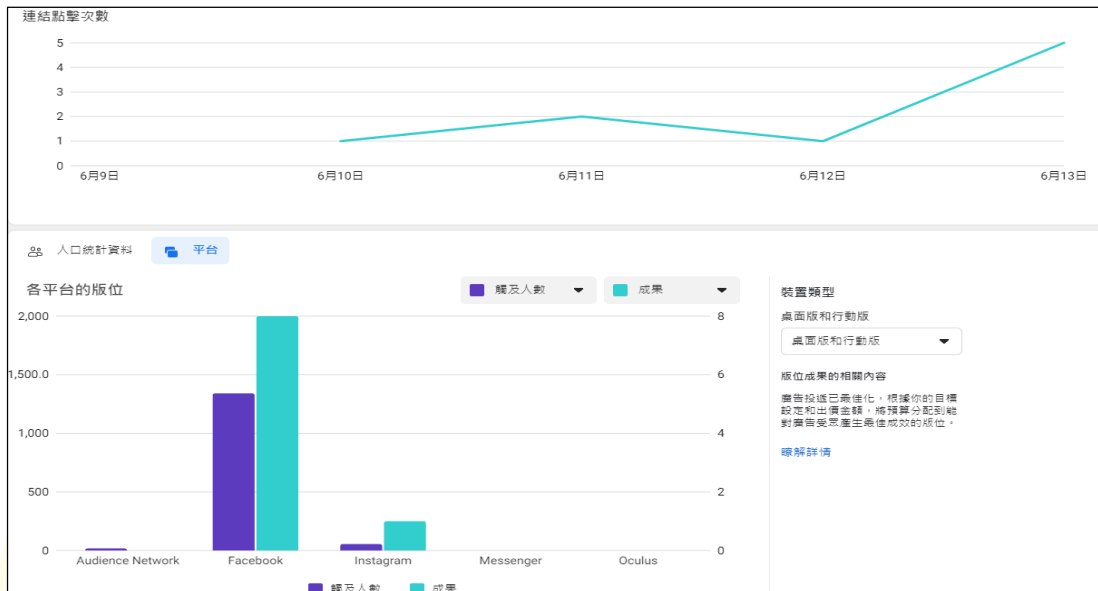 連結點擊次數
5
4
3
2
1
0
6月9日 6月10日 6月11日 6月12日 6月13日
人口統計資料 平台
各平台的版位 觸及人數 成果
2,000 8
1,500.0 6
1,000 4
500 2
0 0
Audience Network Facebook Instagram Messenger Oculus
觸及人數 成果
裝置類型
桌面版和行動版
桌面版和行動版
版位成果的相關內容
廣告投遞已最佳化，根據你的目標
設定和出價金額，將預算分配到能
對廣告受眾產生最佳成效的版位。
瞭解詳情